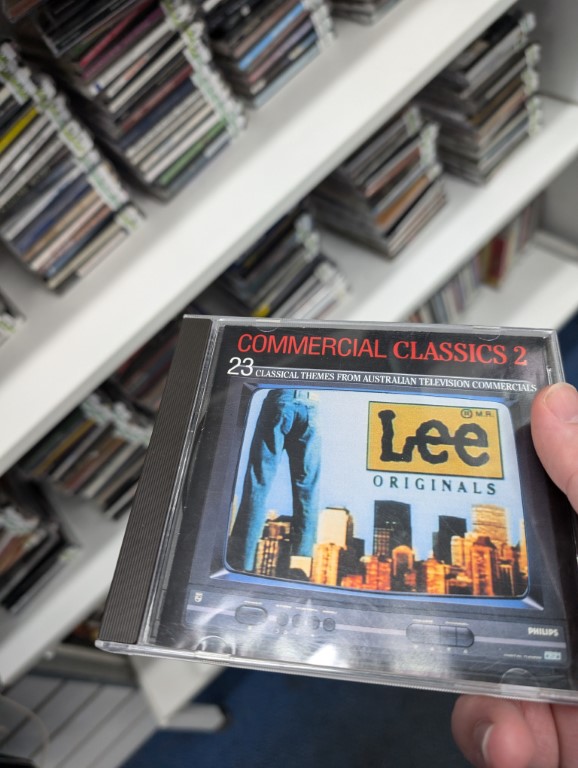 COMMERCIAL CLASSICS 2
23 CLASSICAL THEMES FROM AUSTRALIAN TELEVISION COMMERCIALS
Lee ® M.R.
ORIGINALS
PHILIPS